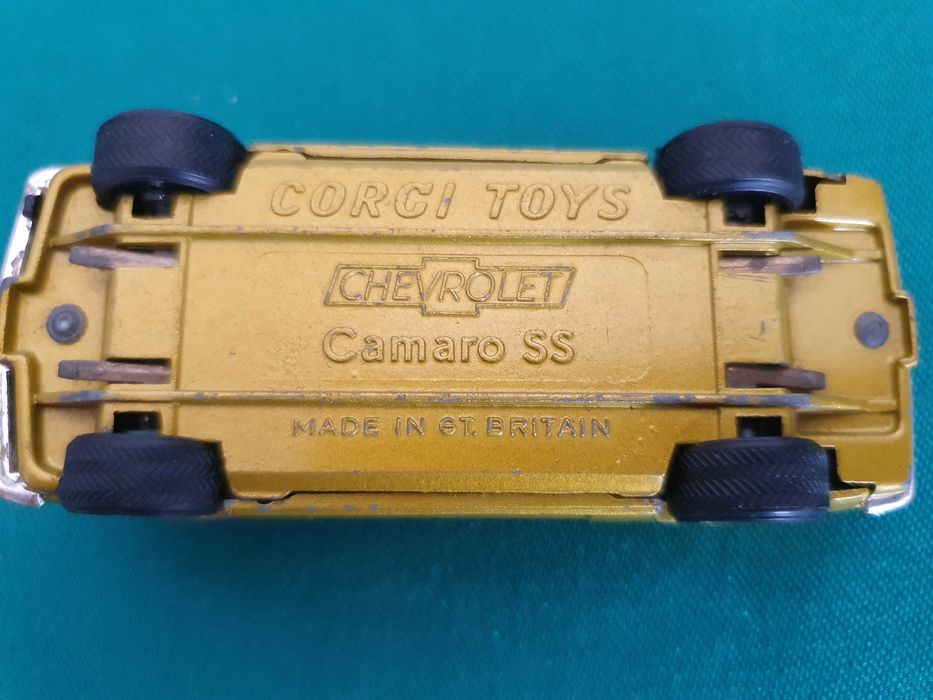 CORGI TOYS
CHEVROLET
Camaro SS
MADE IN GT. BRITAIN